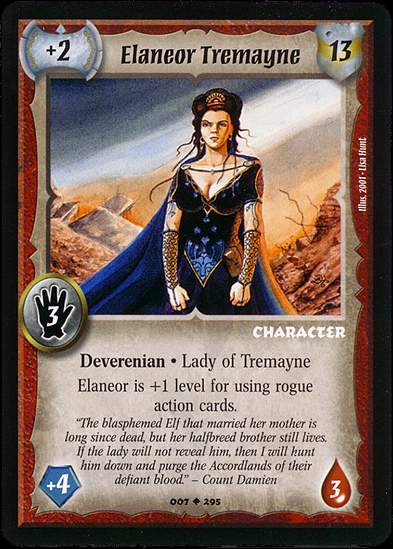 +2
Elaneor Tremayne
13
Illus. 2001 • Lisa Hunt
3
CHARACTER
Deverenian • Lady of Tremayne
Elaneor is +1 level for using rogue
action cards.
"The blasphemed Elf that married her mother is
long since dead, but her halfbreed brother still lives.
If the lady will not reveal him, then I will hunt
him down and purge the Accordlands of their
defiant blood." – Count Damien
+4
007 ◆ 295
3